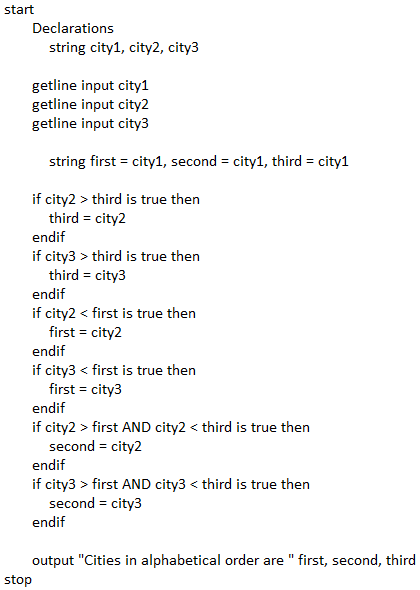 start
Declarations
string city1, city2, city3
getline input city1
getline input city2
getline input city3
string first = city1, second = city1, third = city1
if city2 > third is true then
third = city2
endif
if city3 > third is true then
third = city3
endif
if city2 < first is true then
first = city2
endif
if city3 < first is true then
first = city3
endif
if city2 > first AND city2 < third is true then
second = city2
endif
if city3 > first AND city3 < third is true then
second = city3
endif
output "Cities in alphabetical order are " first, second, third
stop